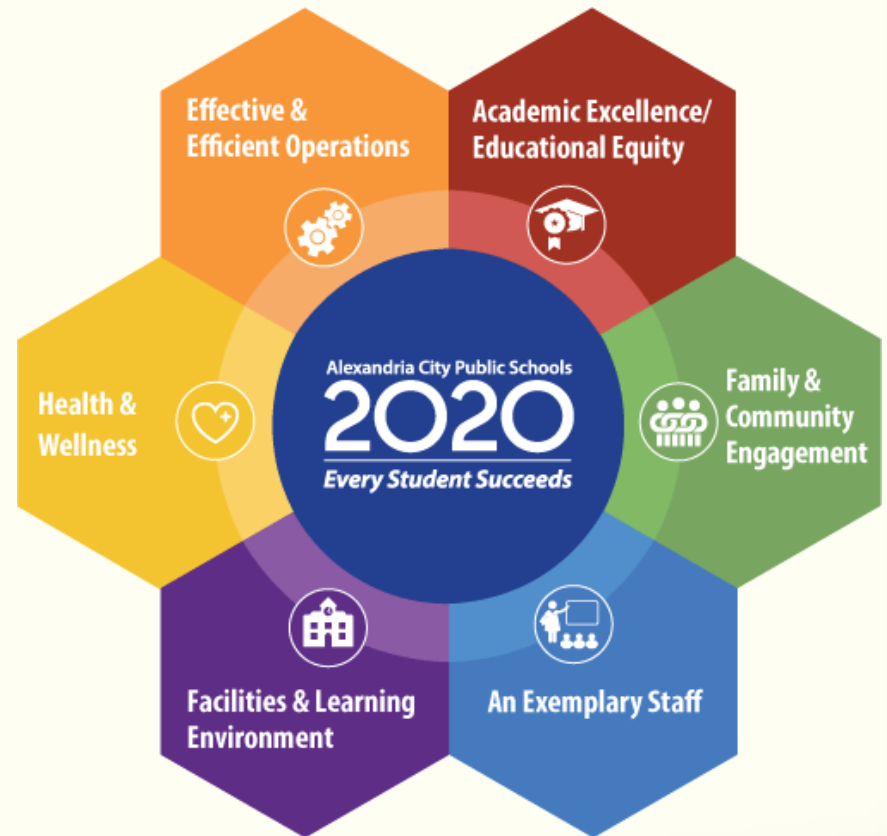 Effective &
Efficient Operations
Academic Excellence/
Educational Equity
Health &
Wellness
Alexandria City Public Schools
2020
Every Student Succeeds
Family &
Community
Engagement
Facilities & Learning
Environment
An Exemplary Staff